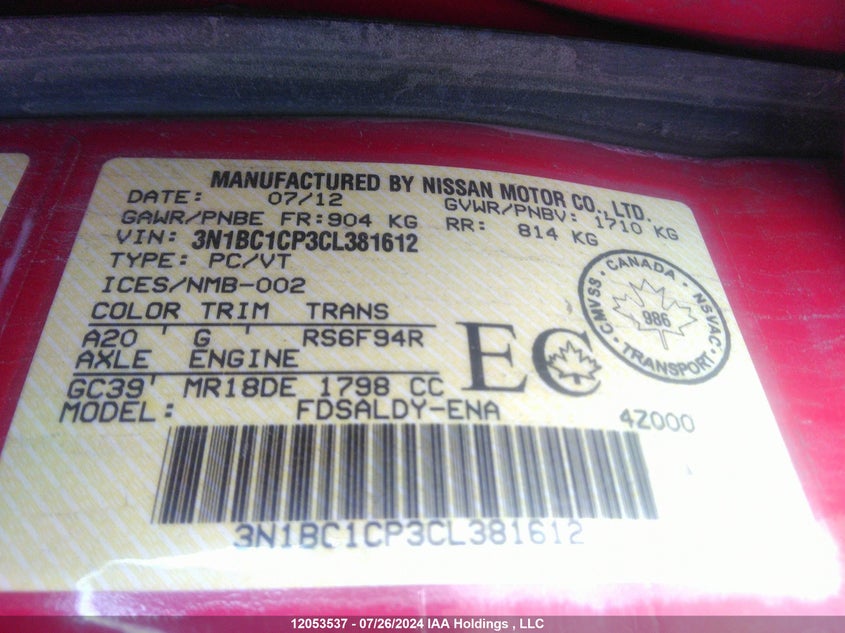 MANUFACTURED BY NISSAN MOTOR CO., LTD.
DATE: 07/12 GVWR/PNBV: 1710 KG
GAWR/PNBE FR: 904 KG RR: 814 KG
VIN: 3N1BC1CP3CL381612
TYPE: PC/VT
ICES/NMB-002
COLOR TRIM TRANS
A20 G RS6F94R
AXLE ENGINE
GC39 MR18DE 1798 CC
MODEL: FDSALDY-ENA 4Z000
EC
CANADA · NSVAC · TRANSPORT · CMVSS ·
986
3N1BC1CP3CL381612
12053537 - 07/26/2024 IAA Holdings , LLC